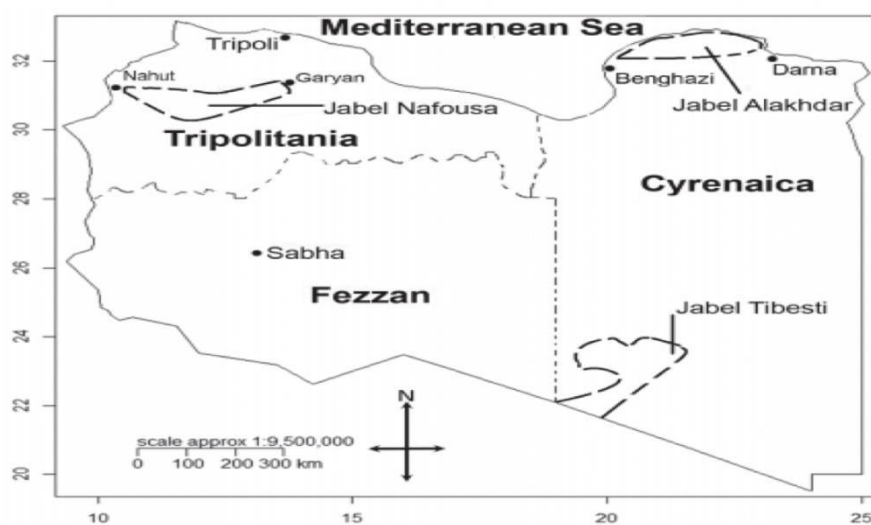 Mediterranean Sea
Tripoli
Nahut
Garyan
Benghazi
Darna
Jabel Nafousa
Jabel Alakhdar
Tripolitania
Cyrenaica
Sabha
Fezzan
Jabel Tibesti
N
scale approx 1:9,500,000
0 100 200 300 km
32
30
28
26
24
22
20
10 15 20 25